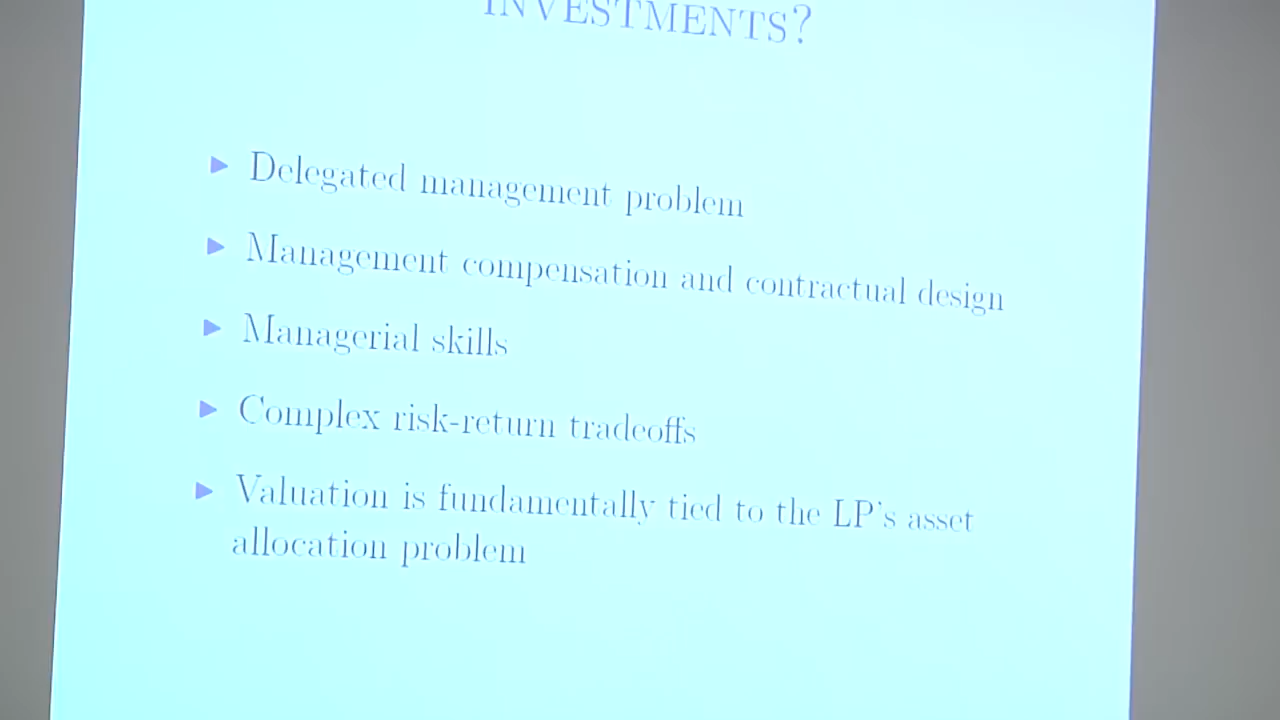 INVESTMENTS?
Delegated management problem
Management compensation and contractual design
Managerial skills
Complex risk-return tradeoffs
Valuation is fundamentally tied to the LP's asset
allocation problem